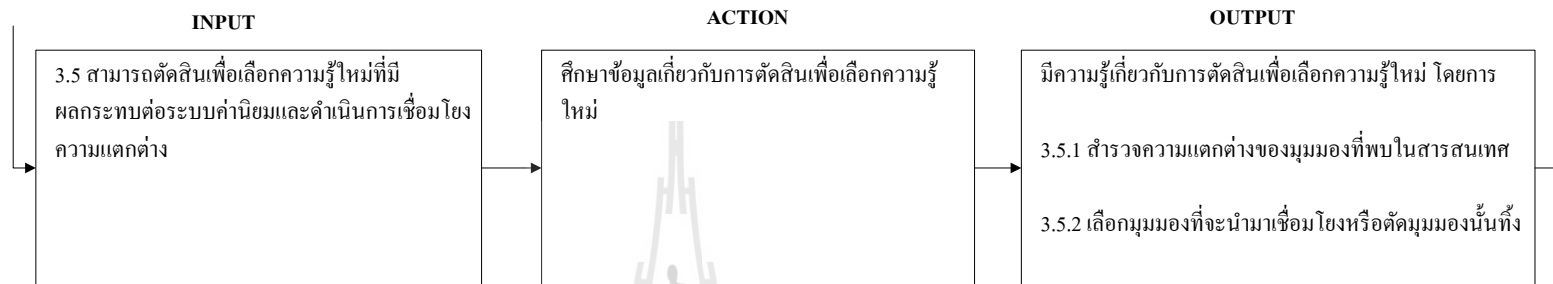 INPUT
ACTION
OUTPUT
3.5 สามารถตัดสินเพื่อเลือกความรู้ใหม่ที่มี
ผลกระทบต่อระบบค่านิยมและดำเนินการเชื่อมโยง
ความแตกต่าง
ศึกษาข้อมูลเกี่ยวกับการตัดสินเพื่อเลือกความรู้
ใหม่
มีความรู้เกี่ยวกับการตัดสินเพื่อเลือกความรู้ใหม่ โดยการ
3.5.1 สำรวจความแตกต่างของมุมมองที่พบในสารสนเทศ
3.5.2 เลือกมุมมองที่จะนำมาเชื่อมโยงหรือตัดมุมมองนั้นทิ้ง